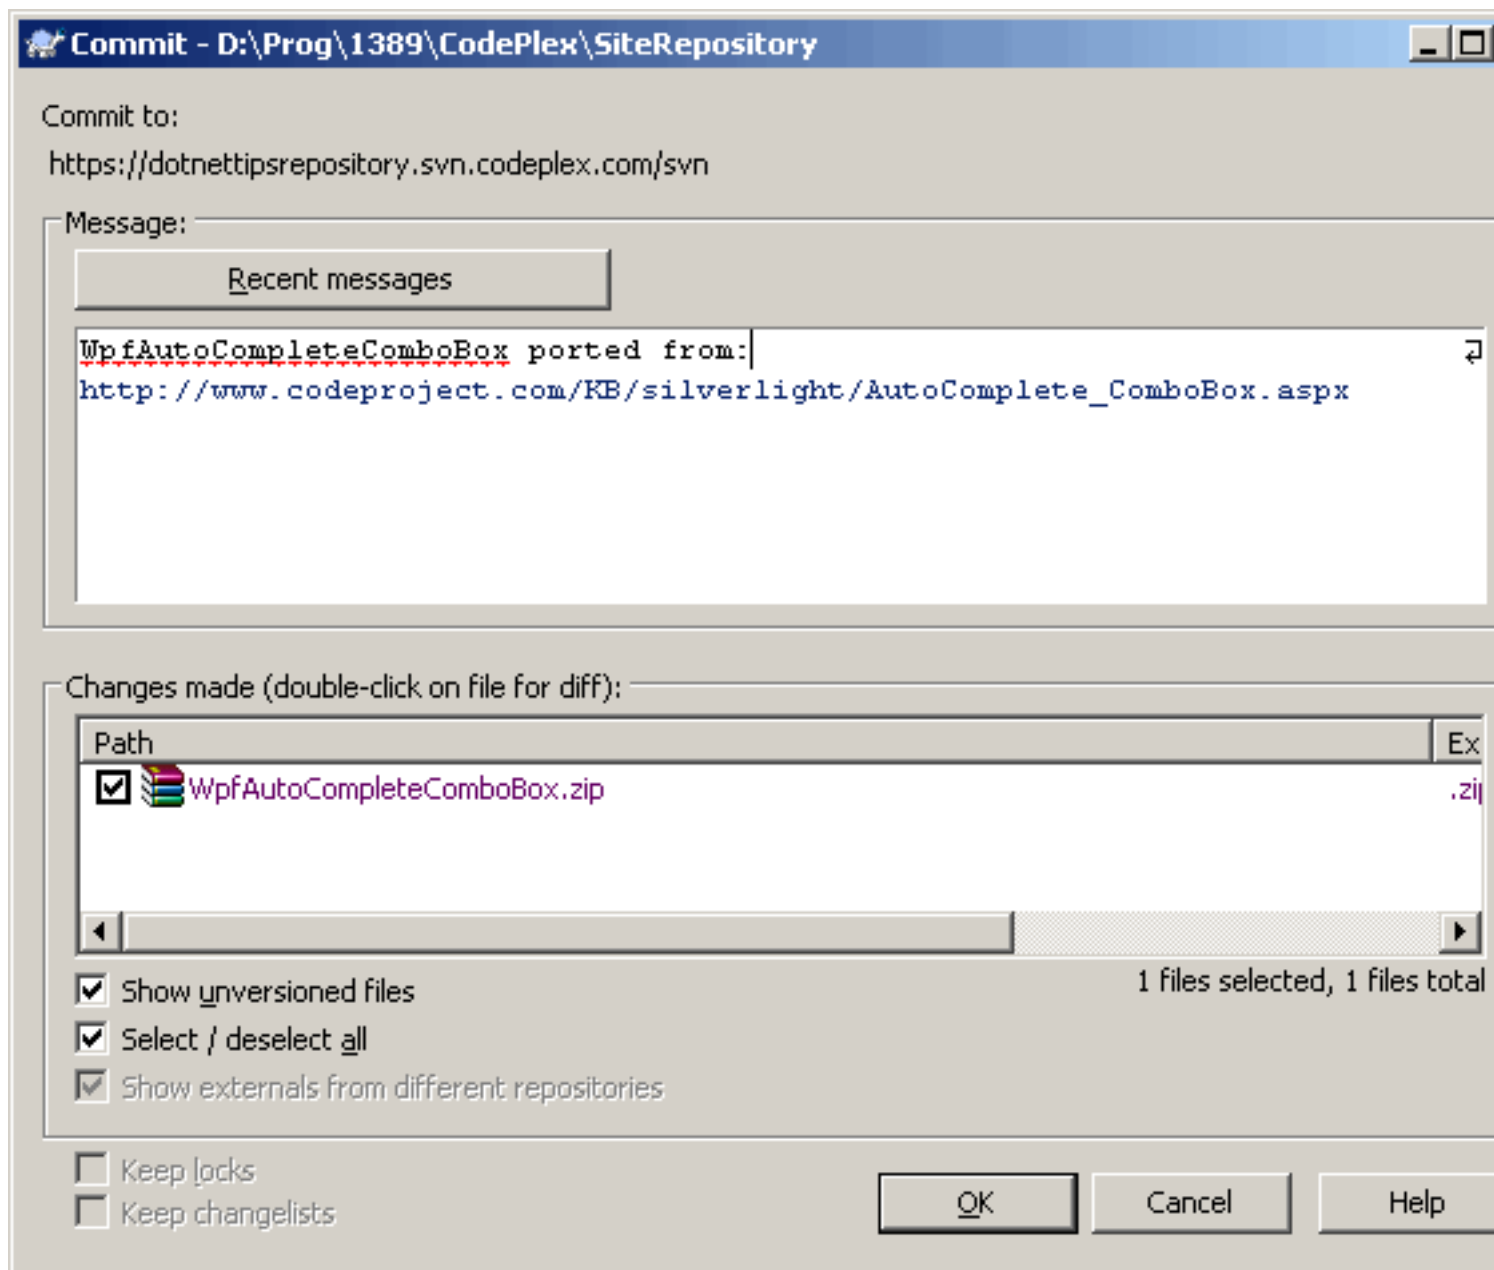 Commit - D:\Prog\1389\CodePlex\SiteRepository
Commit to:
https://dotnettipsrepository.svn.codeplex.com/svn
Message:
Recent messages
WpfAutoCompleteComboBox ported from:
http://www.codeproject.com/KB/silverlight/AutoComplete_ComboBox.aspx
Changes made (double-click on file for diff):
Path Ex
WpfAutoCompleteComboBox.zip .zip
1 files selected, 1 files total
Show unversioned files
Select / deselect all
Show externals from different repositories
Keep locks
Keep changelists
OK Cancel Help